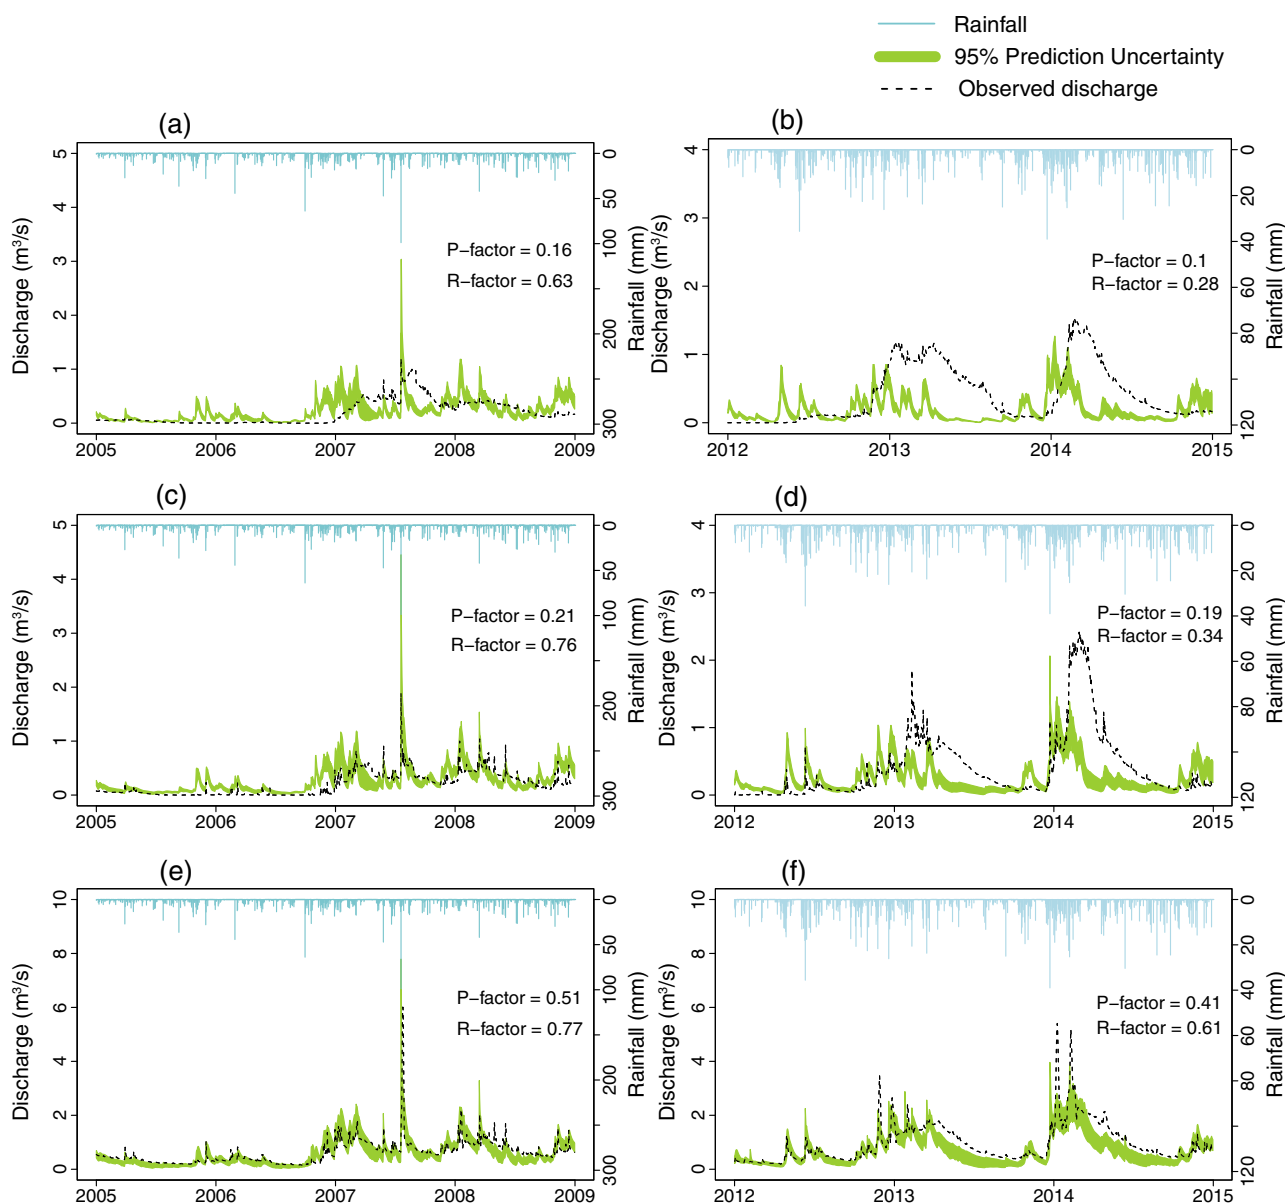 Rainfall
95% Prediction Uncertainty
Observed discharge
(a)
5
4
3
2
1
0
Discharge (m³/s)
0
50
100
200
300
Rainfall (mm)
P−factor = 0.16
R−factor = 0.63
2005 2006 2007 2008 2009
(b)
4
3
2
1
0
Discharge (m³/s)
0
20
40
60
80
120
Rainfall (mm)
P−factor = 0.1
R−factor = 0.28
2012 2013 2014 2015
(c)
5
4
3
2
1
0
Discharge (m³/s)
0
50
100
200
300
Rainfall (mm)
P−factor = 0.21
R−factor = 0.76
2005 2006 2007 2008 2009
(d)
4
3
2
1
0
Discharge (m³/s)
0
20
40
60
80
120
Rainfall (mm)
P−factor = 0.19
R−factor = 0.34
2012 2013 2014 2015
(e)
10
8
6
4
2
0
Discharge (m³/s)
0
50
100
200
300
Rainfall (mm)
P−factor = 0.51
R−factor = 0.77
2005 2006 2007 2008 2009
(f)
10
8
6
4
2
0
Discharge (m³/s)
0
20
40
60
80
120
Rainfall (mm)
P−factor = 0.41
R−factor = 0.61
2012 2013 2014 2015